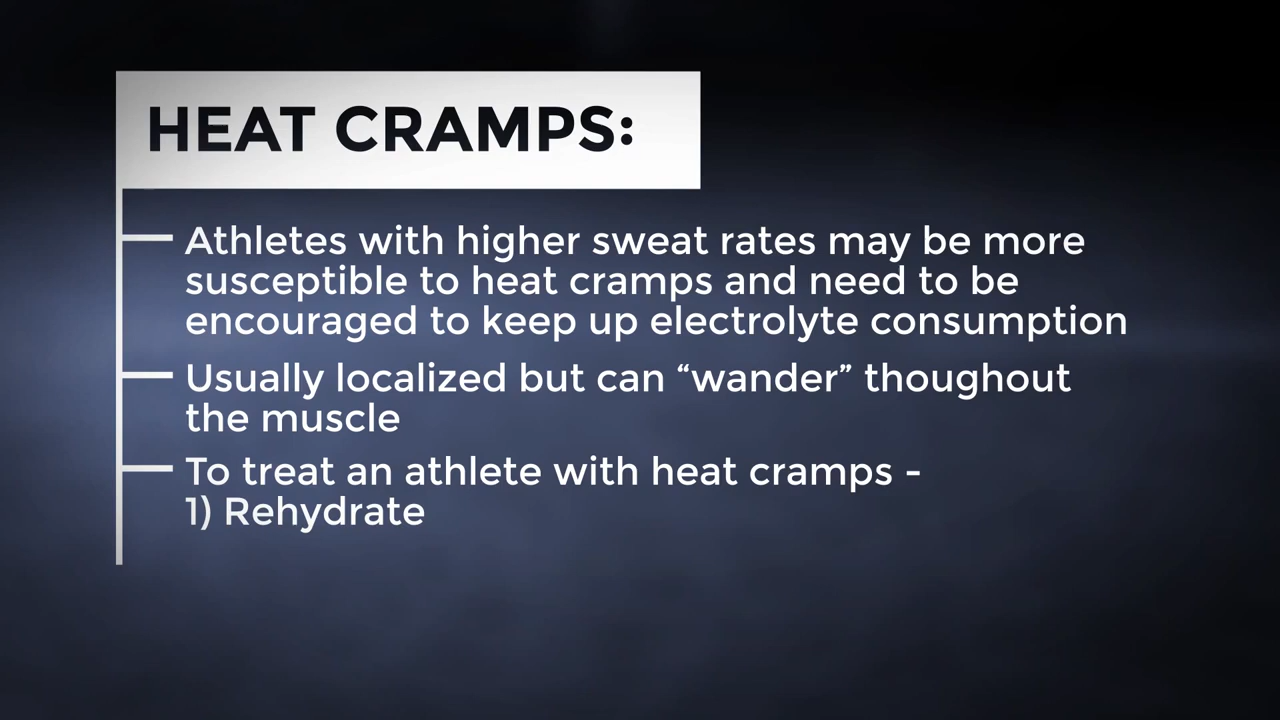 HEAT CRAMPS:
Athletes with higher sweat rates may be more
susceptible to heat cramps and need to be
encouraged to keep up electrolyte consumption
Usually localized but can “wander” thoughout
the muscle
To treat an athlete with heat cramps -
1) Rehydrate